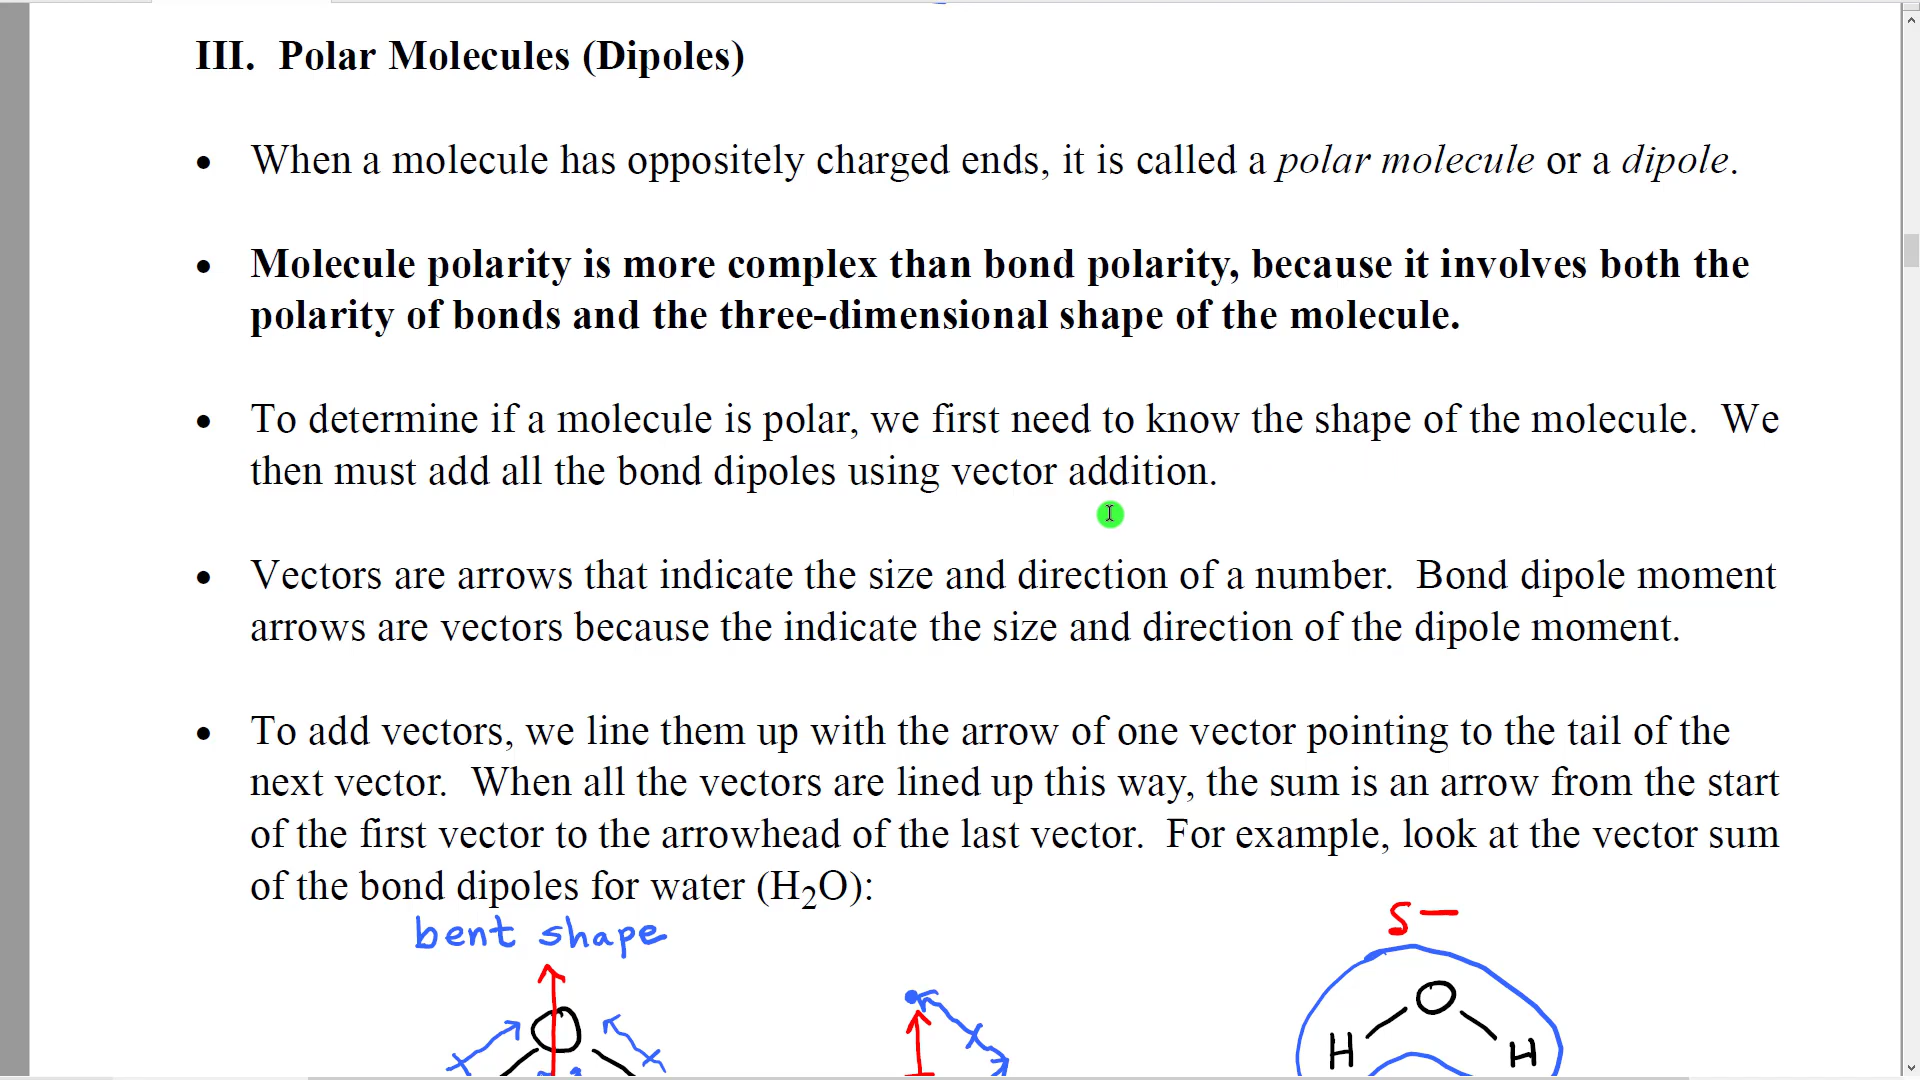 III. Polar Molecules (Dipoles)
• When a molecule has oppositely charged ends, it is called a polar molecule or a dipole.
• Molecule polarity is more complex than bond polarity, because it involves both the
polarity of bonds and the three-dimensional shape of the molecule.
• To determine if a molecule is polar, we first need to know the shape of the molecule. We
then must add all the bond dipoles using vector addition.
• Vectors are arrows that indicate the size and direction of a number. Bond dipole moment
arrows are vectors because the indicate the size and direction of the dipole moment.
• To add vectors, we line them up with the arrow of one vector pointing to the tail of the
next vector. When all the vectors are lined up this way, the sum is an arrow from the start
of the first vector to the arrowhead of the last vector. For example, look at the vector sum
of the bond dipoles for water (H₂O):
bent shape
δ−
O
O
H H